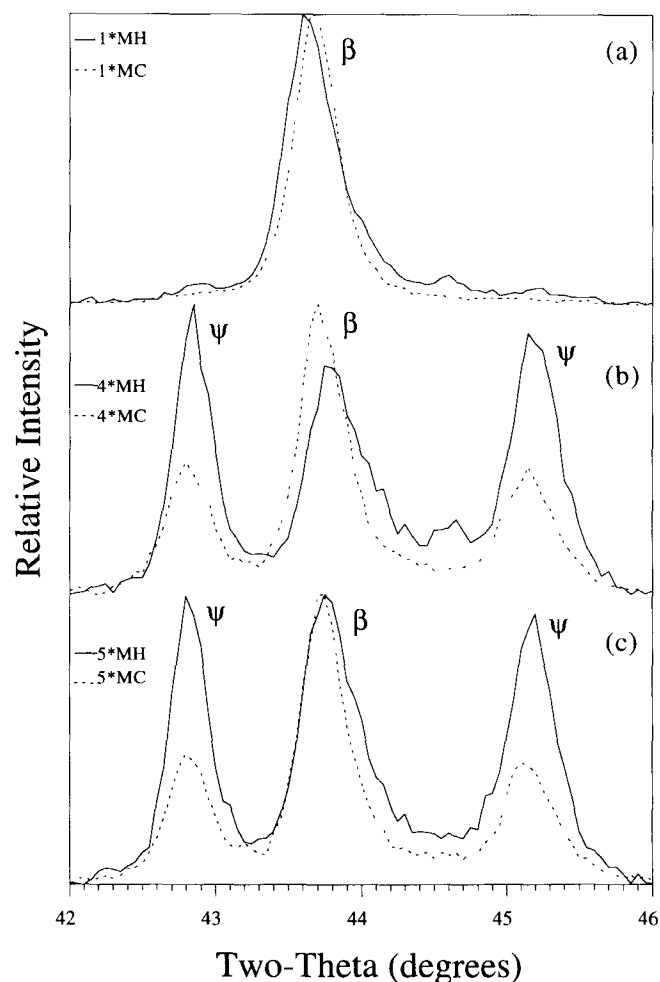 1*MH
1*MC
β
(a)
ψ
β
ψ
(b)
4*MH
4*MC
ψ
β
ψ
(c)
5*MH
5*MC
Relative Intensity
42 43 44 45 46
Two-Theta (degrees)